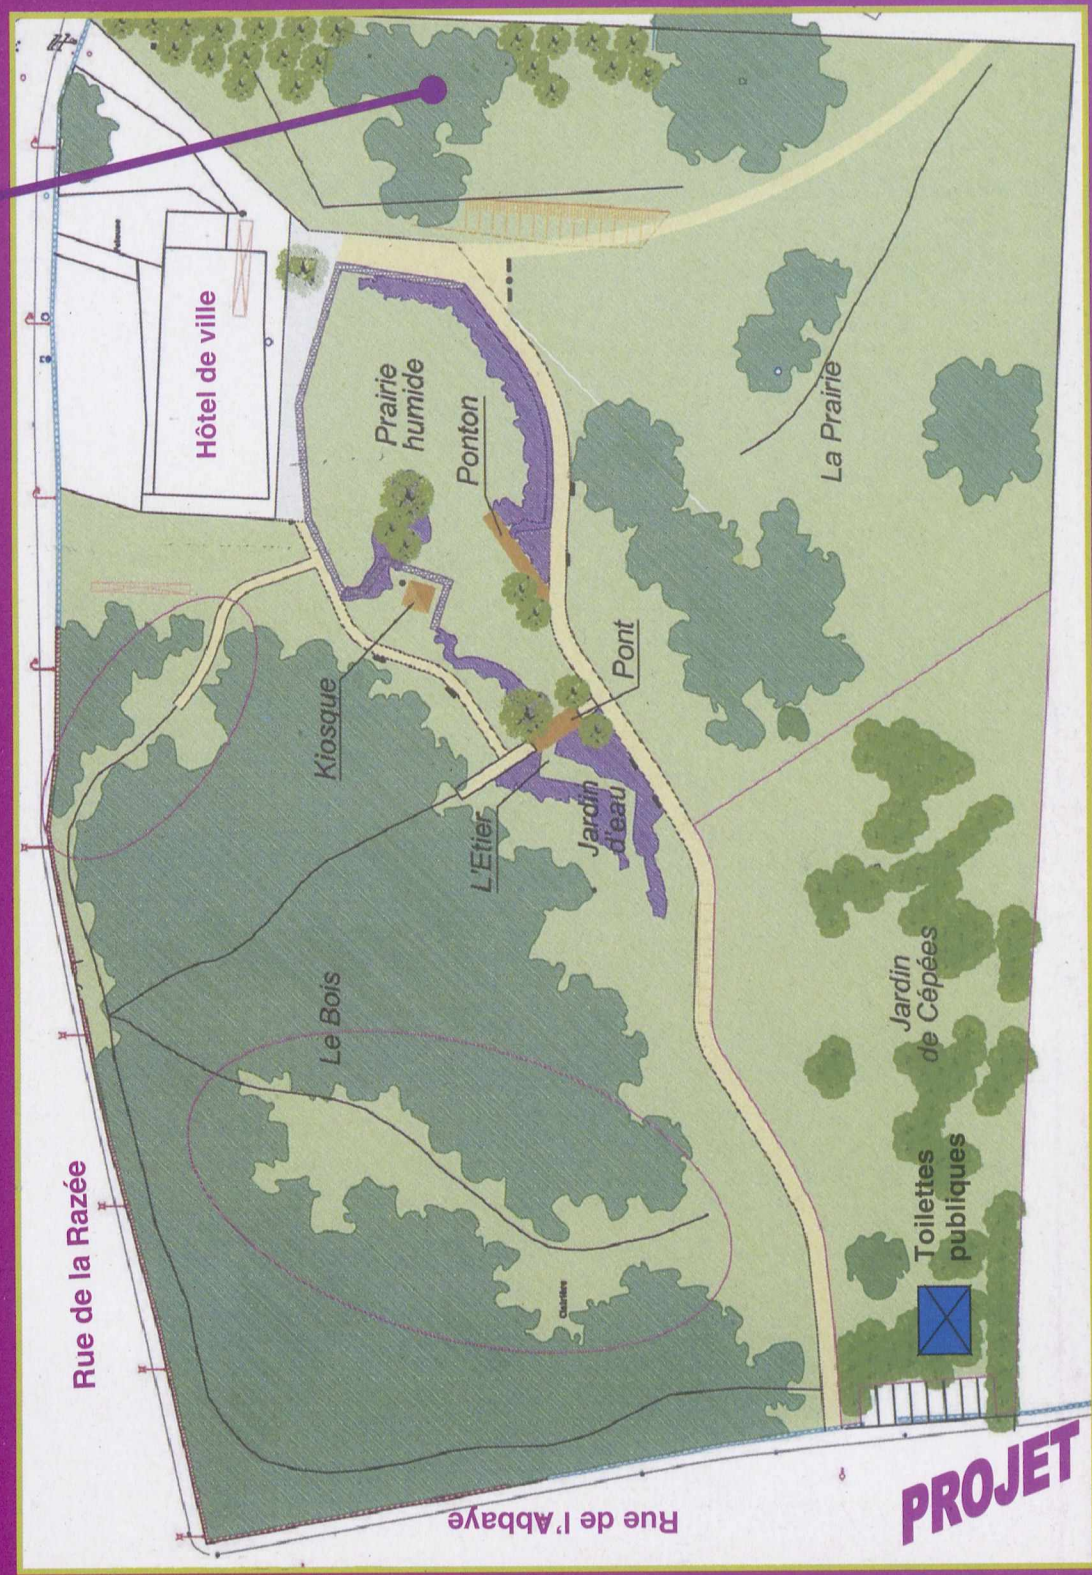 Rue de la Razée
Hôtel de ville
Prairie
humide
Ponton
Kiosque
Pont
L'Etier
Jardin
d'eau
Le Bois
Clairière
La Prairie
Jardin
de Cépées
Toilettes
publiques
Rue de l'Abbaye
PROJET